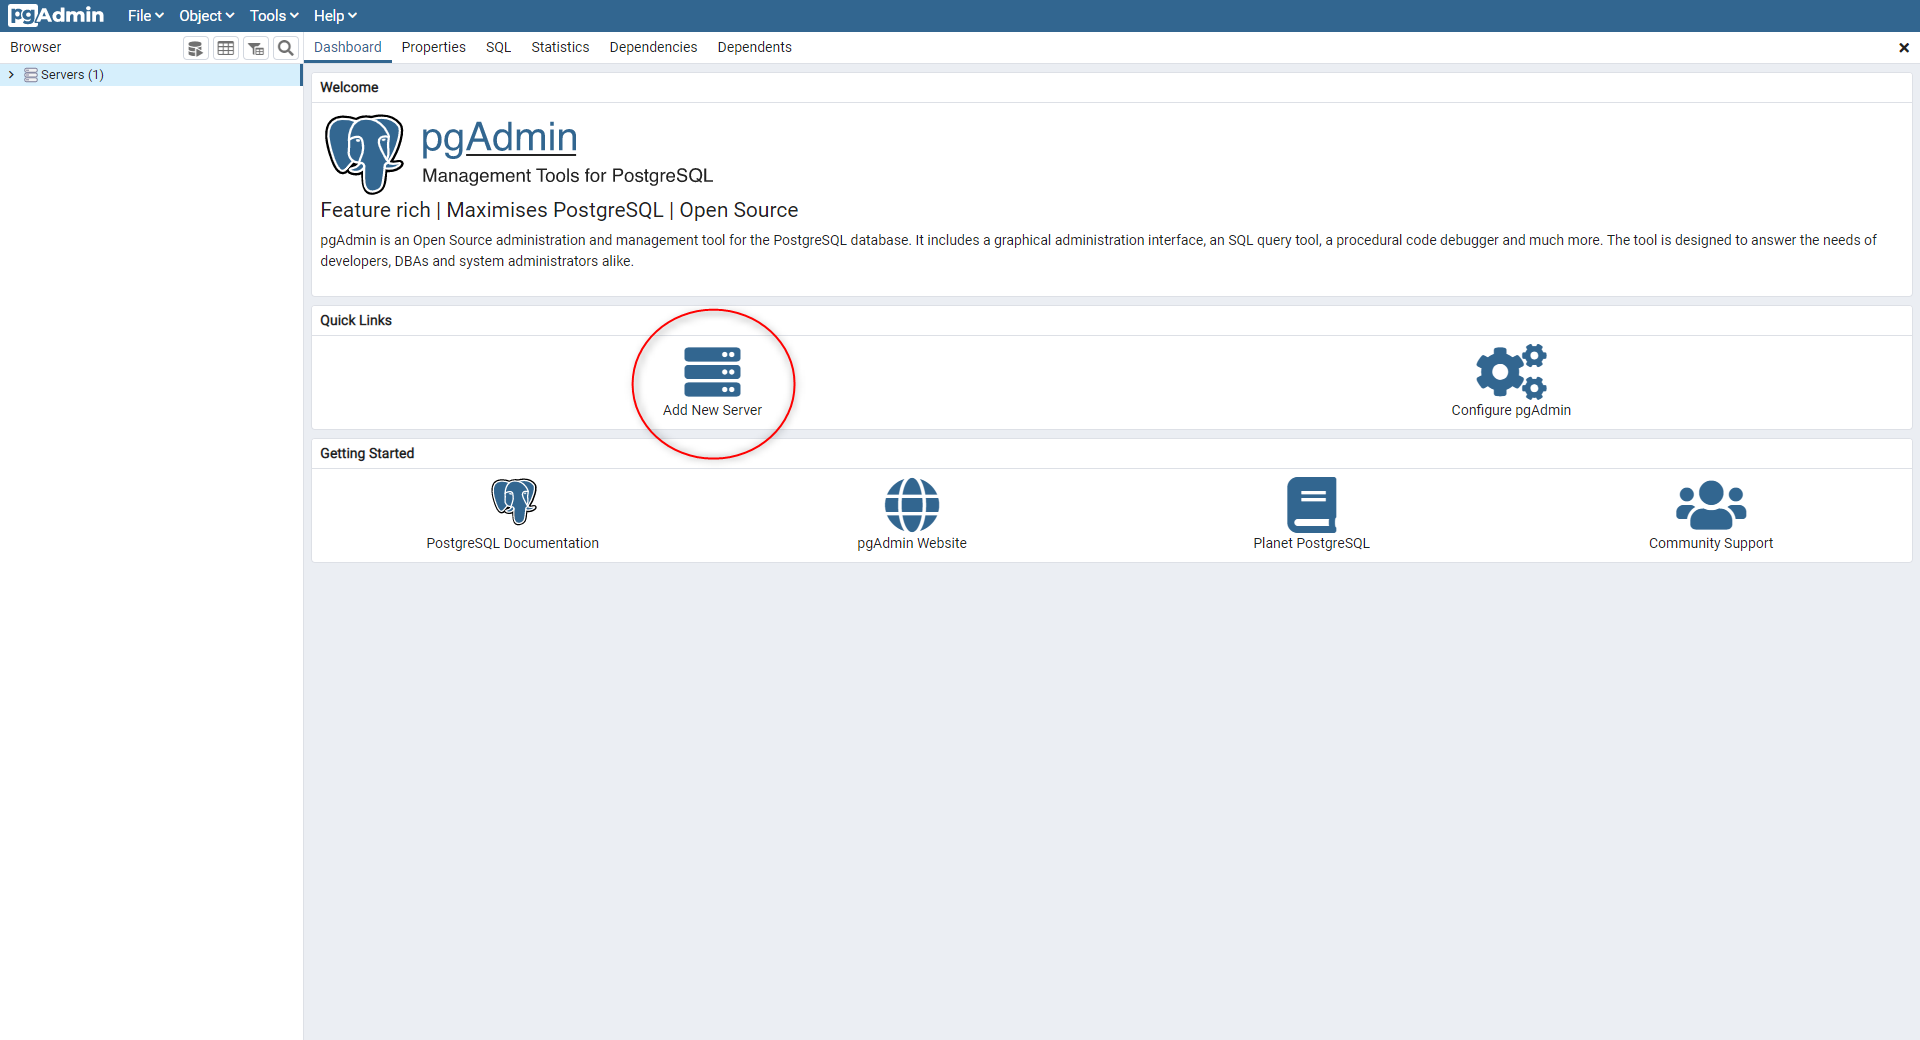 pgAdmin File Object Tools Help
Browser
Dashboard Properties SQL Statistics Dependencies Dependents
Servers (1)
Welcome
pgAdmin
Management Tools for PostgreSQL
Feature rich | Maximises PostgreSQL | Open Source
pgAdmin is an Open Source administration and management tool for the PostgreSQL database. It includes a graphical administration interface, an SQL query tool, a procedural code debugger and much more. The tool is designed to answer the needs of
developers, DBAs and system administrators alike.
Quick Links
Add New Server
Configure pgAdmin
Getting Started
PostgreSQL Documentation
pgAdmin Website
Planet PostgreSQL
Community Support